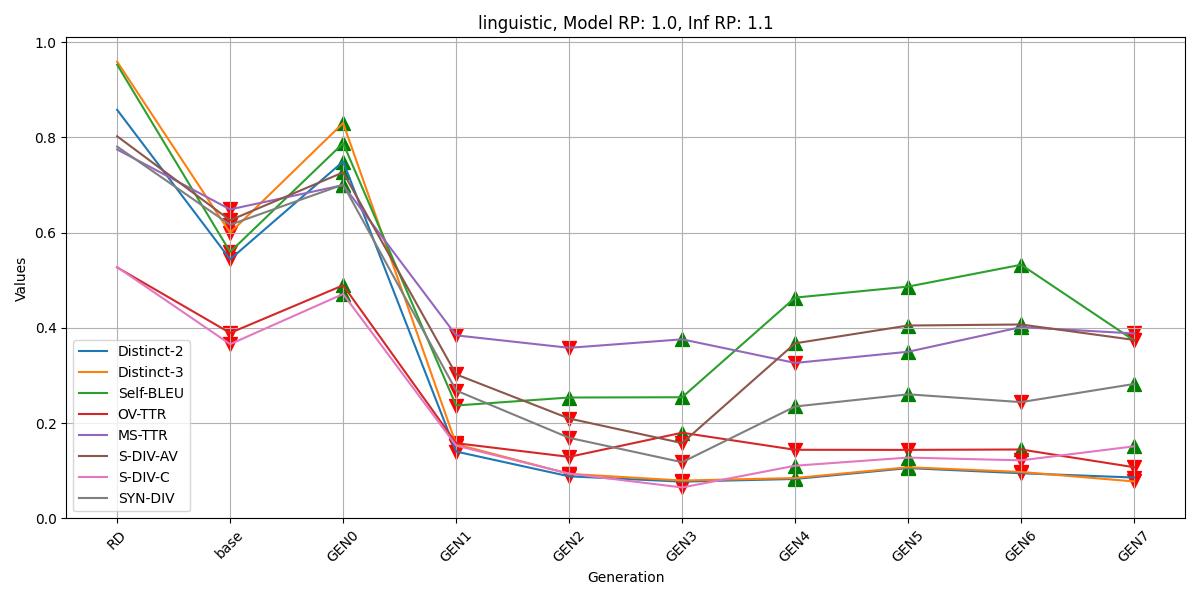 linguistic, Model RP: 1.0, Inf RP: 1.1
1.0
0.8
0.6
0.4
0.2
0.0
Values
Distinct-2
Distinct-3
Self-BLEU
OV-TTR
MS-TTR
S-DIV-AV
S-DIV-C
SYN-DIV
RD
base
GEN0
GEN1
GEN2
GEN3
GEN4
GEN5
GEN6
GEN7
Generation